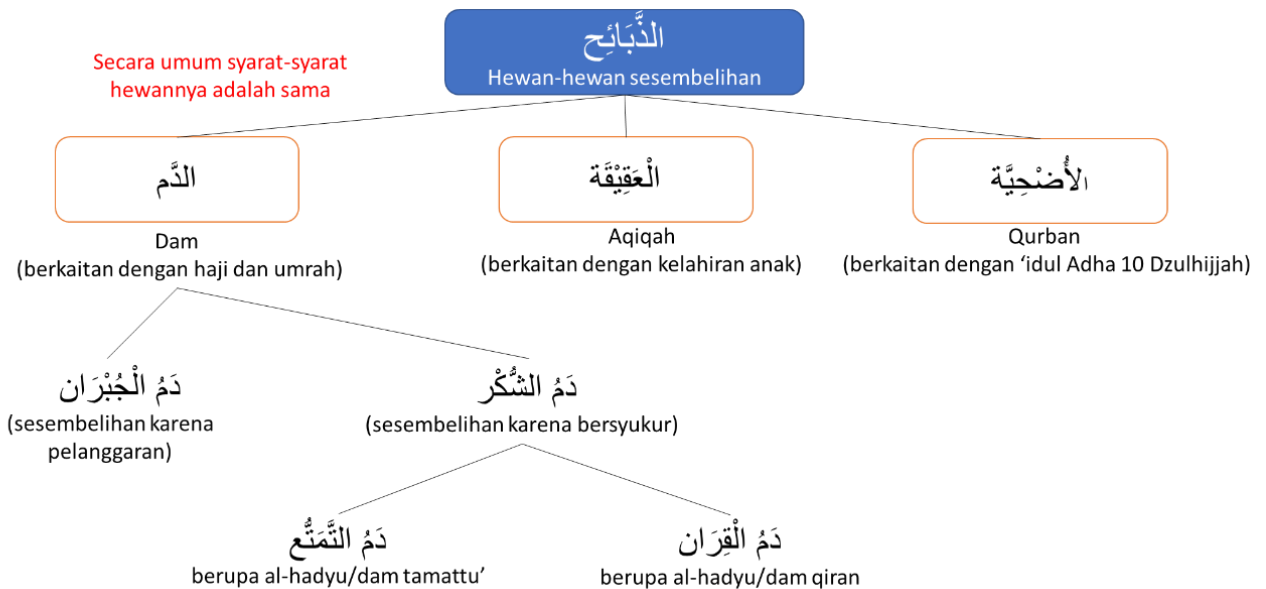 الذَّبَائِح
Hewan-hewan sesembelihan
Secara umum syarat-syarat
hewannya adalah sama
الدَّم
Dam
(berkaitan dengan haji dan umrah)
الْعَقِيْقَة
Aqiqah
(berkaitan dengan kelahiran anak)
الأُضْحِيَّة
Qurban
(berkaitan dengan ‘idul Adha 10 Dzulhijjah)
دَمُ الْجُبْرَان
(sesembelihan karena
pelanggaran)
دَمُ الشُّكْر
(sesembelihan karena bersyukur)
دَمُ التَّمَتُّع
berupa al-hadyu/dam tamattu’
دَمُ الْقِرَان
berupa al-hadyu/dam qiran